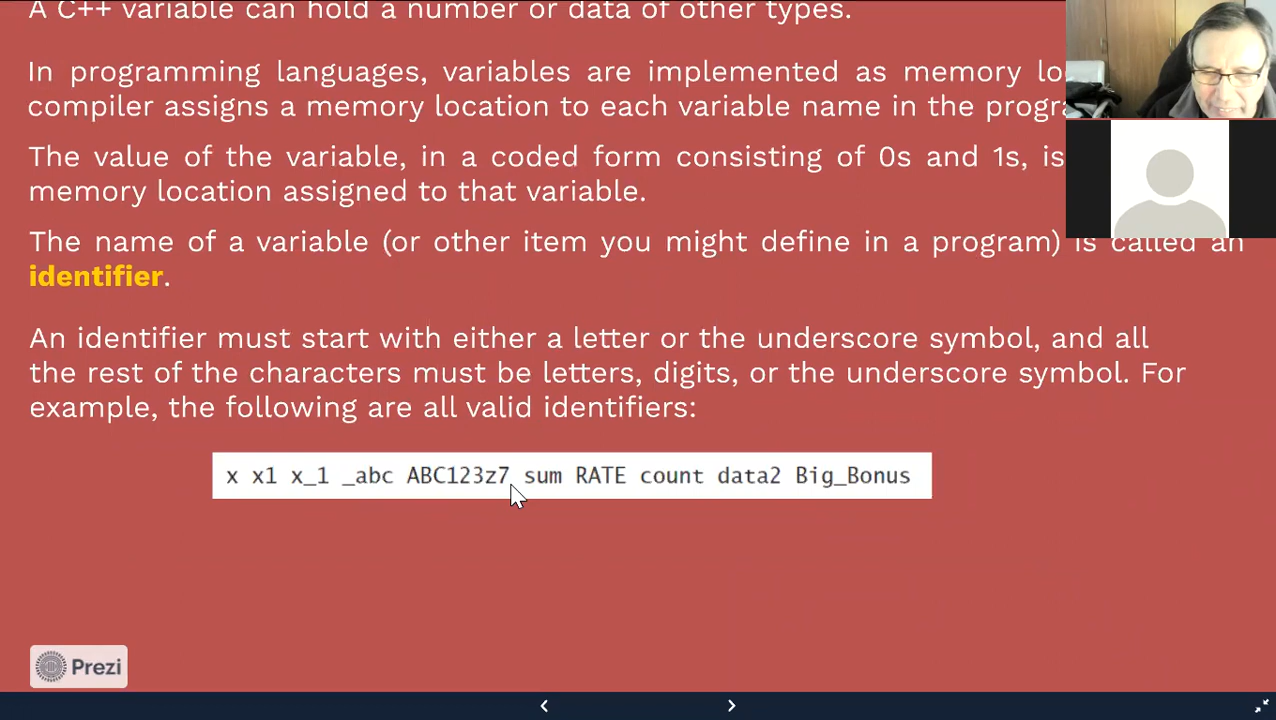 A C++ variable can hold a number or data of other types.
In programming languages, variables are implemented as memory
compiler assigns a memory location to each variable name in the
The value of the variable, in a coded form consisting of 0s and 1s, is
memory location assigned to that variable.
The name of a variable (or other item you might define in a program) is called an
identifier.
An identifier must start with either a letter or the underscore symbol, and all
the rest of the characters must be letters, digits, or the underscore symbol. For
example, the following are all valid identifiers:
x x1 x_1 _abc ABC123z7 sum RATE count data2 Big_Bonus
Prezi